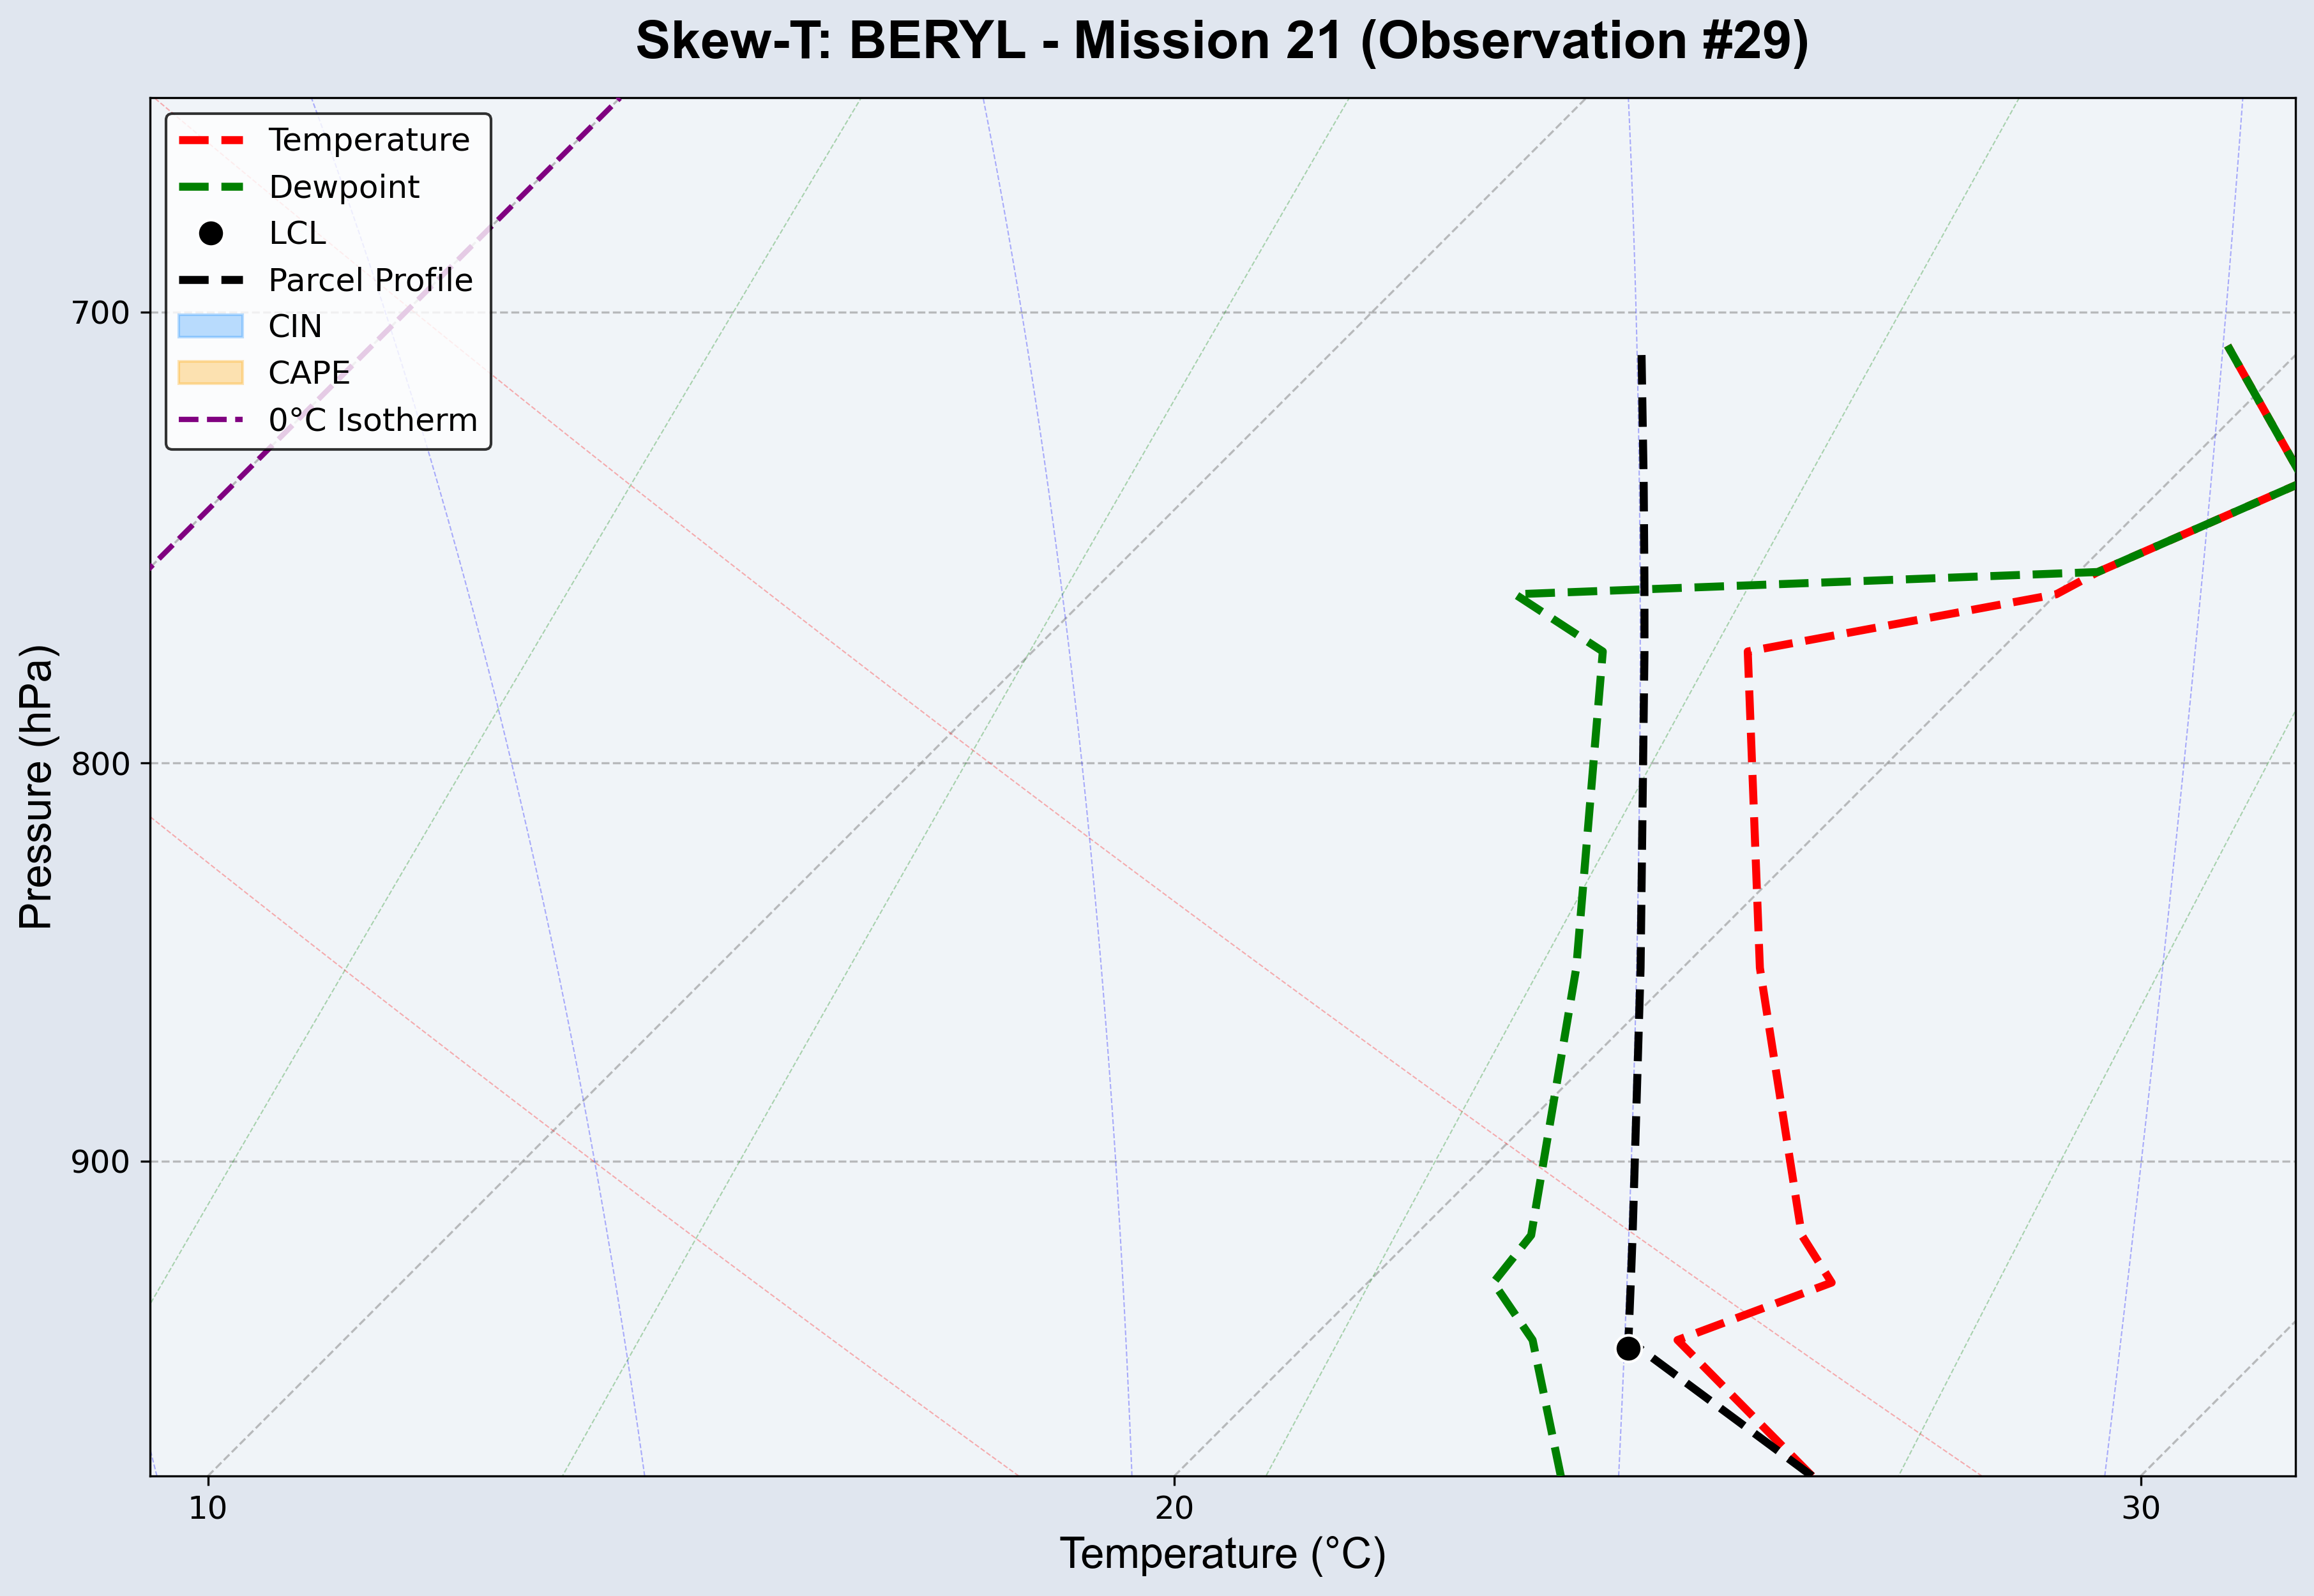 Skew-T: BERYL - Mission 21 (Observation #29)
Temperature
Dewpoint
LCL
Parcel Profile
CIN
CAPE
0°C Isotherm
700
800
900
Pressure (hPa)
10
20
30
Temperature (°C)